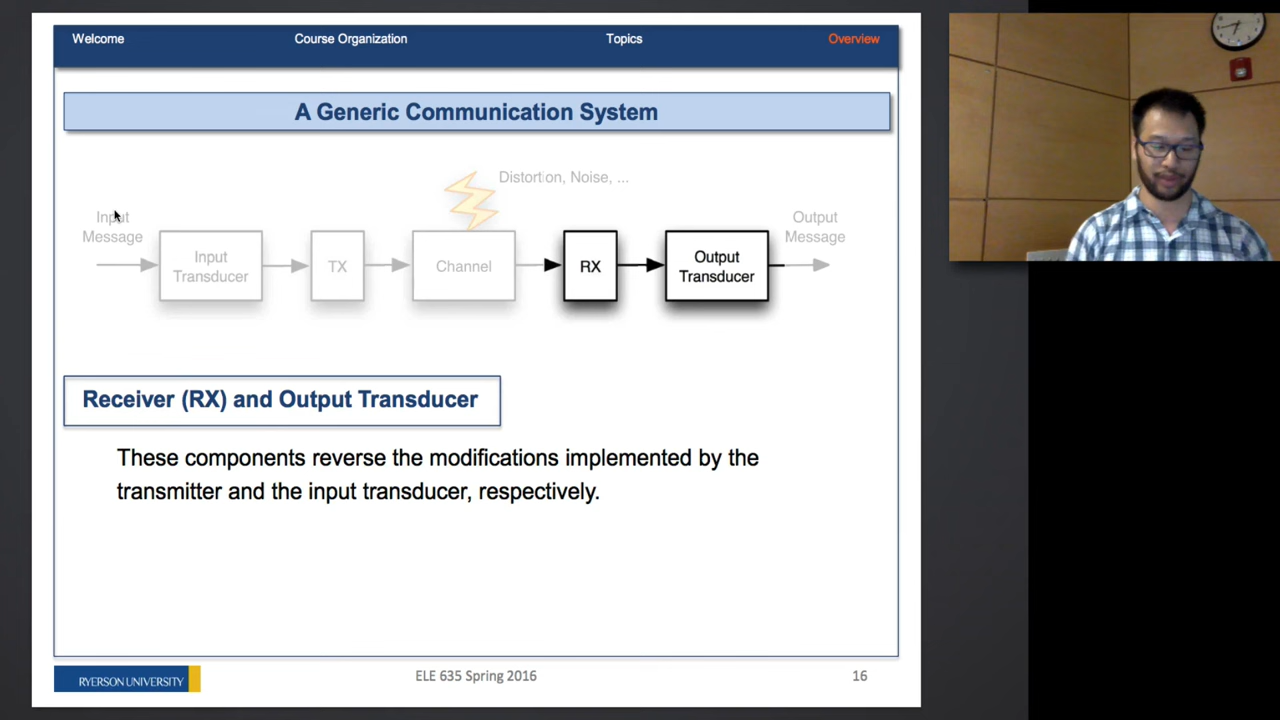 Welcome Course Organization Topics Overview
A Generic Communication System
Distortion, Noise, ...
Input
Message
Input
Transducer
TX
Channel
RX
Output
Transducer
Output
Message
Receiver (RX) and Output Transducer
These components reverse the modifications implemented by the
transmitter and the input transducer, respectively.
RYERSON UNIVERSITY ELE 635 Spring 2016 16